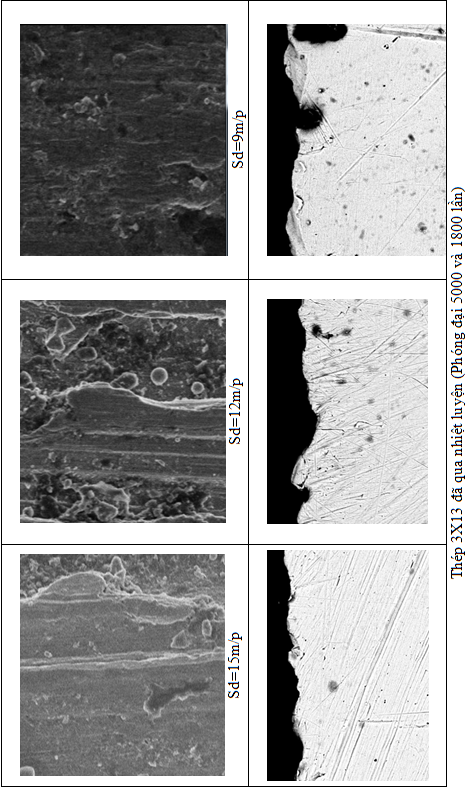 Sd=15m/p
Sd=12m/p
Sd=9m/p
Thép 3X13 đã qua nhiệt luyện (Phóng đại 5000 và 1800 lần)